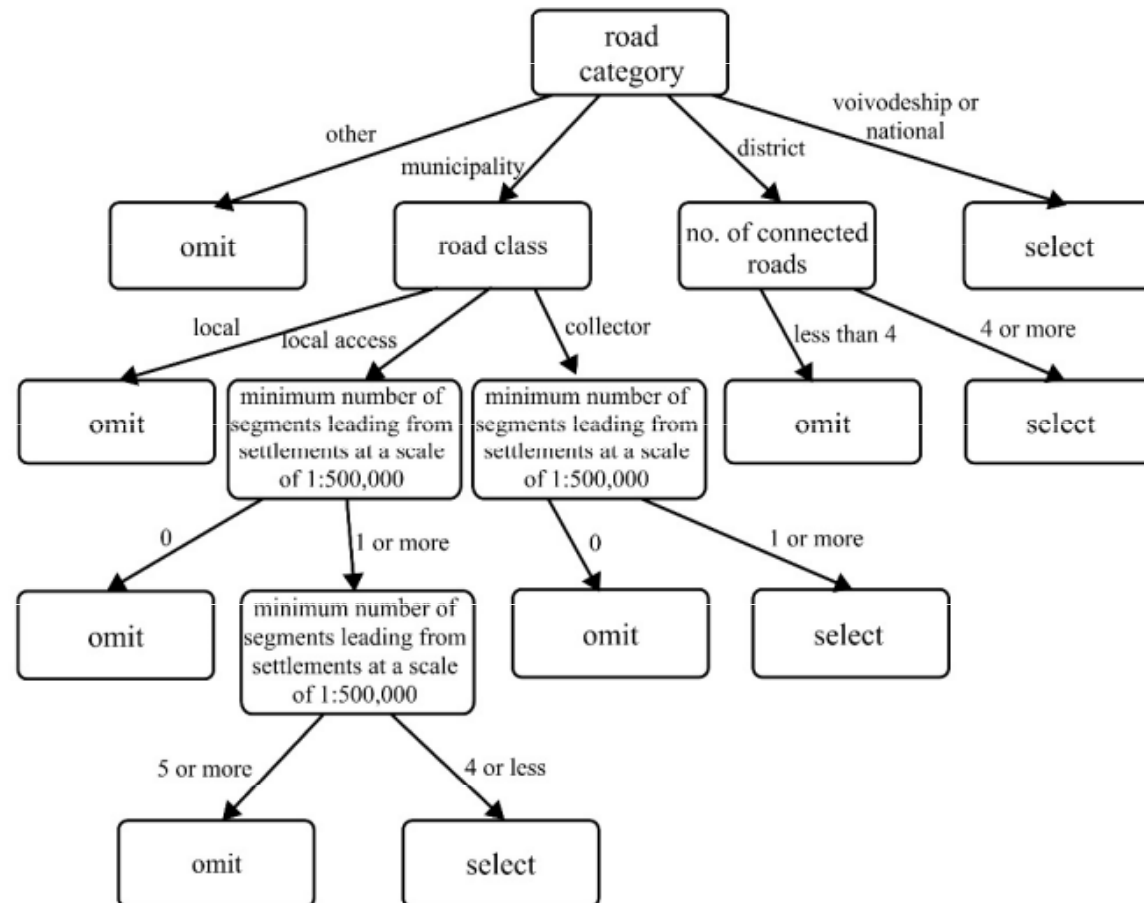 road
category
other
municipality
district
voivodeship or
national
omit
road class
no. of connected
roads
select
local
local access
collector
less than 4
4 or more
omit
minimum number of
segments leading from
settlements at a scale
of 1:500,000
minimum number of
segments leading from
settlements at a scale
of 1:500,000
omit
select
0
1 or more
0
1 or more
omit
minimum number of
segments leading from
settlements at a scale
of 1:500,000
omit
select
5 or more
4 or less
omit
select